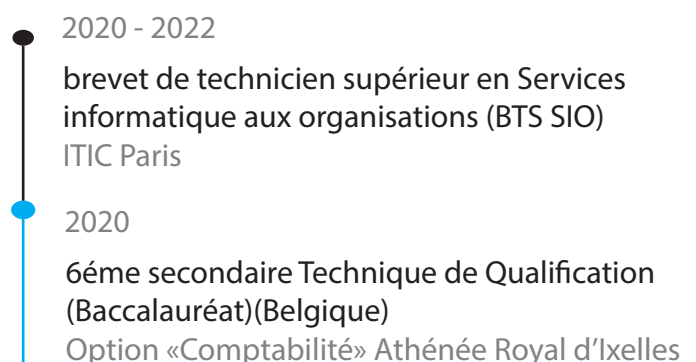 2020 - 2022
brevet de technicien supérieur en Services
informatique aux organisations (BTS SIO)
ITIC Paris
2020
6éme secondaire Technique de Qualification
(Baccalauréat)(Belgique)
Option «Comptabilité» Athénée Royal d’Ixelles